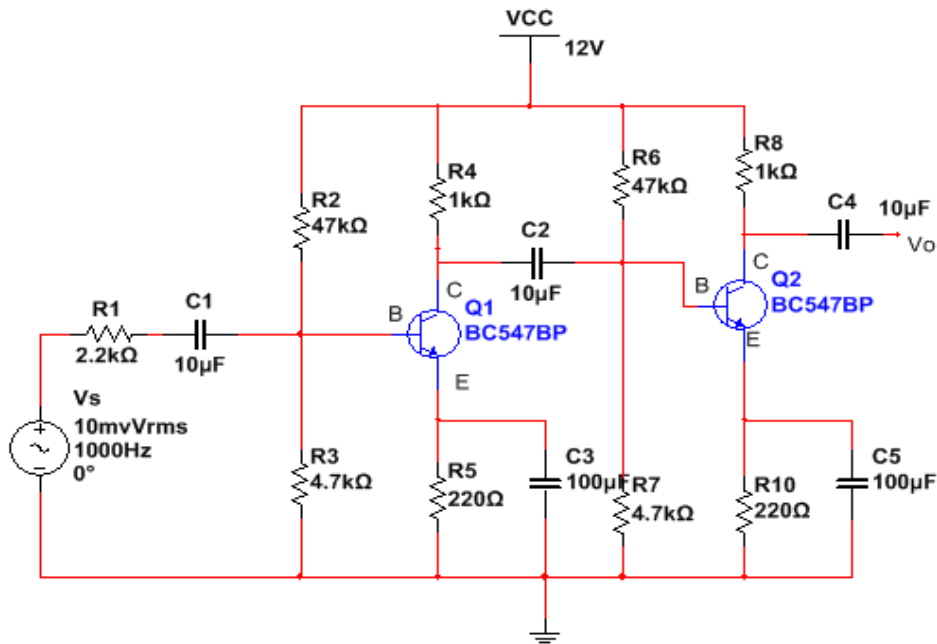 VCC
12V
R2
47kΩ
R4
1kΩ
R6
47kΩ
R8
1kΩ
C4
10µF
Vo
C2
10µF
C
B
Q1
BC547BP
E
C
B
Q2
BC547BP
E
R1
2.2kΩ
C1
10µF
Vs
10mvVrms
1000Hz
0°
R3
4.7kΩ
R5
220Ω
C3
100µF
R7
4.7kΩ
R10
220Ω
C5
100µF